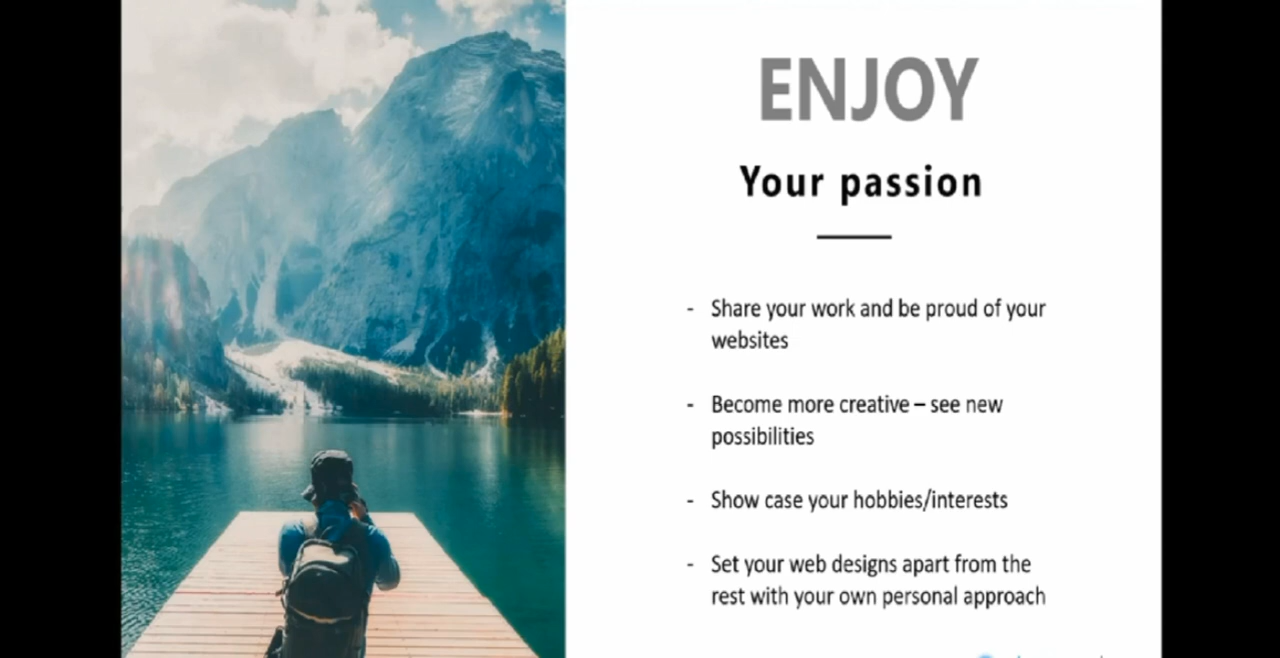 ENJOY
Your passion
- Share your work and be proud of your
websites
- Become more creative – see new
possibilities
- Show case your hobbies/interests
- Set your web designs apart from the
rest with your own personal approach